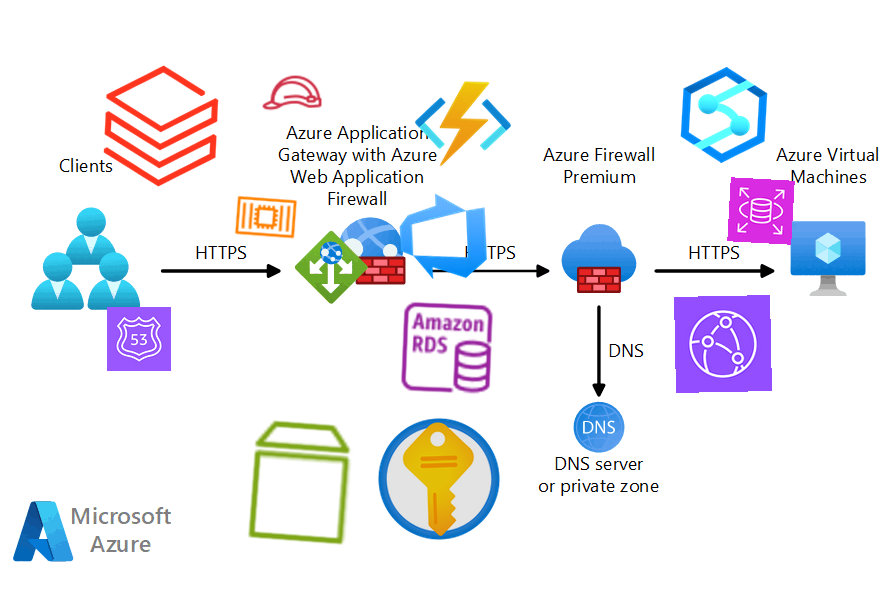 Clients
Azure Application
Gateway with Azure
Web Application
Firewall
Azure Firewall
Premium
Azure Virtual
Machines
HTTPS
HTTPS
HTTPS
53
Amazon
RDS
DNS
DNS
DNS server
or private zone
Microsoft
Azure